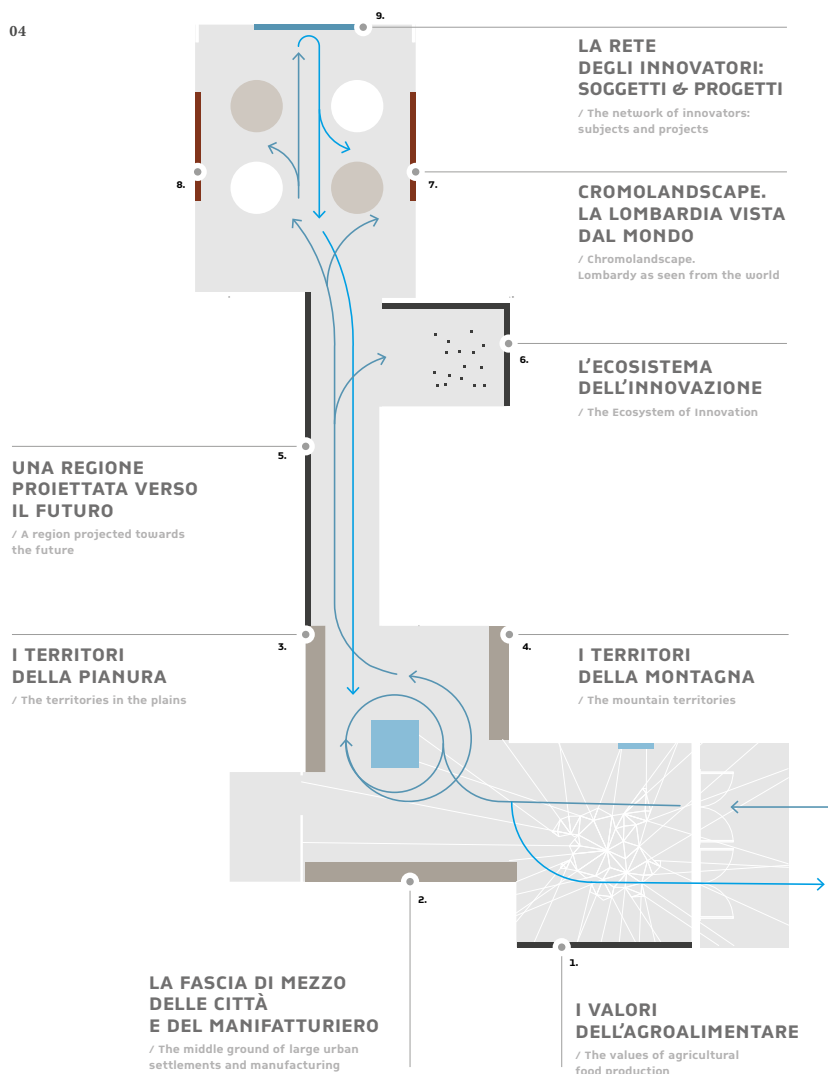 04
9.
LA RETE
DEGLI INNOVATORI:
SOGGETTI & PROGETTI
/ The network of innovators:
subjects and projects
8.
7.
CROMOLANDSCAPE.
LA LOMBARDIA VISTA
DAL MONDO
/ Chromolandscape.
Lombardy as seen from the world
6.
L'ECOSISTEMA
DELL'INNOVAZIONE
/ The Ecosystem of Innovation
5.
UNA REGIONE
PROIETTATA VERSO
IL FUTURO
/ A region projected towards
the future
3.
I TERRITORI
DELLA PIANURA
/ The territories in the plains
4.
I TERRITORI
DELLA MONTAGNA
/ The mountain territories
2.
LA FASCIA DI MEZZO
DELLE CITTÀ
E DEL MANIFATTURIERO
/ The middle ground of large urban
settlements and manufacturing
1.
I VALORI
DELL'AGROALIMENTARE
/ The values of agricultural
food production